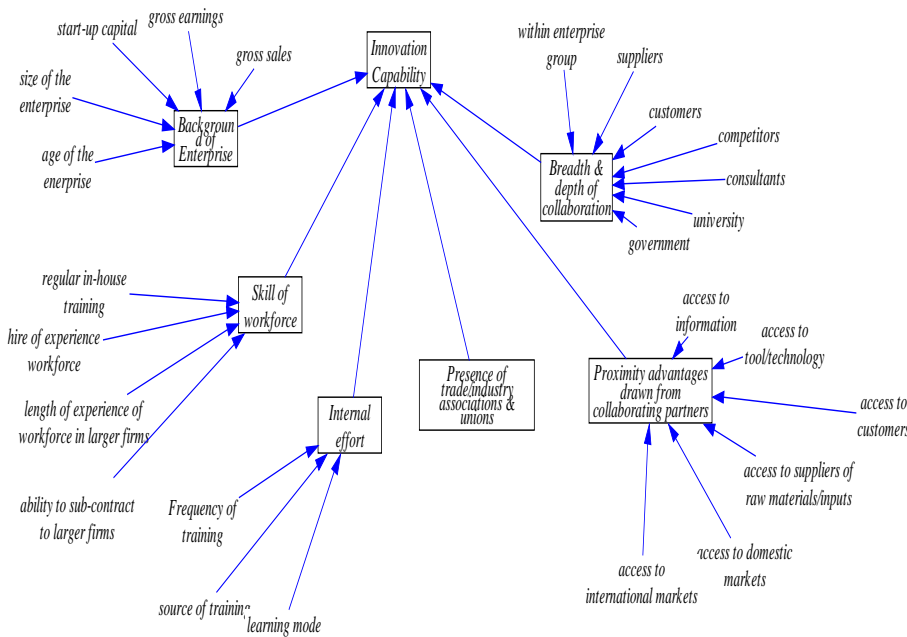 gross earnings
start-up capital
gross sales
size of the
enterprise
age of the
enerprise
Backgroun
d of
Enterprise
Innovation
Capability
within enterprise
group
suppliers
customers
competitors
consultants
university
government
Breadth &
depth of
collaboration
regular in-house
training
hire of experience
workforce
length of experience of
workforce in larger firms
ability to sub-contract
to larger firms
Skill of
workforce
Internal
effort
Frequency of
training
source of training
learning mode
Presence of
trade/industry
associations &
unions
access to
information
access to
tool/technology
Proximity advantages
drawn from
collaborating partners
access to
customers
access to suppliers of
raw materials/inputs
access to domestic
markets
access to
international markets